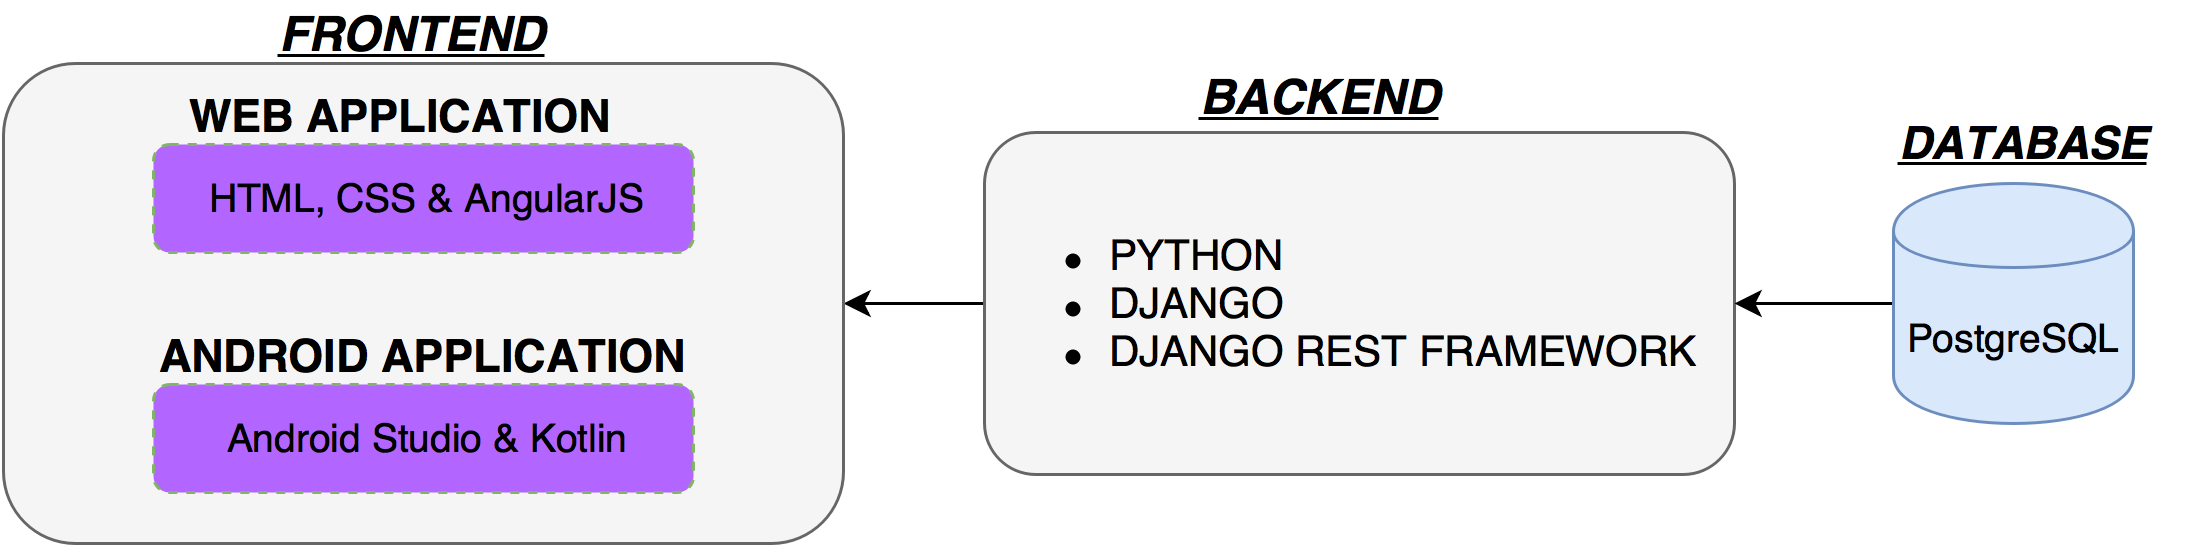 FRONTEND
WEB APPLICATION
HTML, CSS & AngularJS
ANDROID APPLICATION
Android Studio & Kotlin
BACKEND
• PYTHON
• DJANGO
• DJANGO REST FRAMEWORK
DATABASE
PostgreSQL